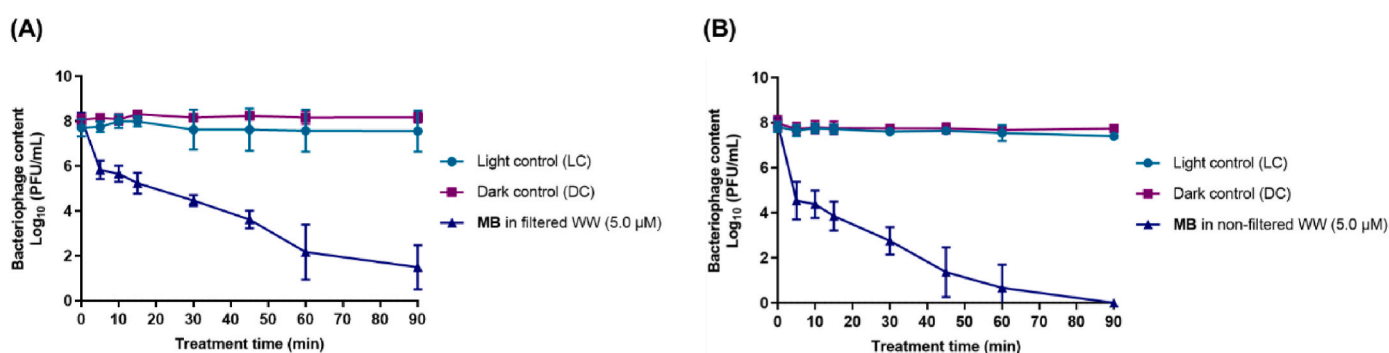 (A)
Bacteriophage content
Log₁₀ (PFU/mL)
10
8
6
4
2
0
0 10 20 30 40 50 60 70 80 90
Treatment time (min)
Light control (LC)
Dark control (DC)
MB in filtered WW (5.0 µM)
(B)
Bacteriophage content
Log₁₀ (PFU/mL)
10
8
6
4
2
0
0 10 20 30 40 50 60 70 80 90
Treatment time (min)
Light control (LC)
Dark control (DC)
MB in non-filtered WW (5.0 µM)